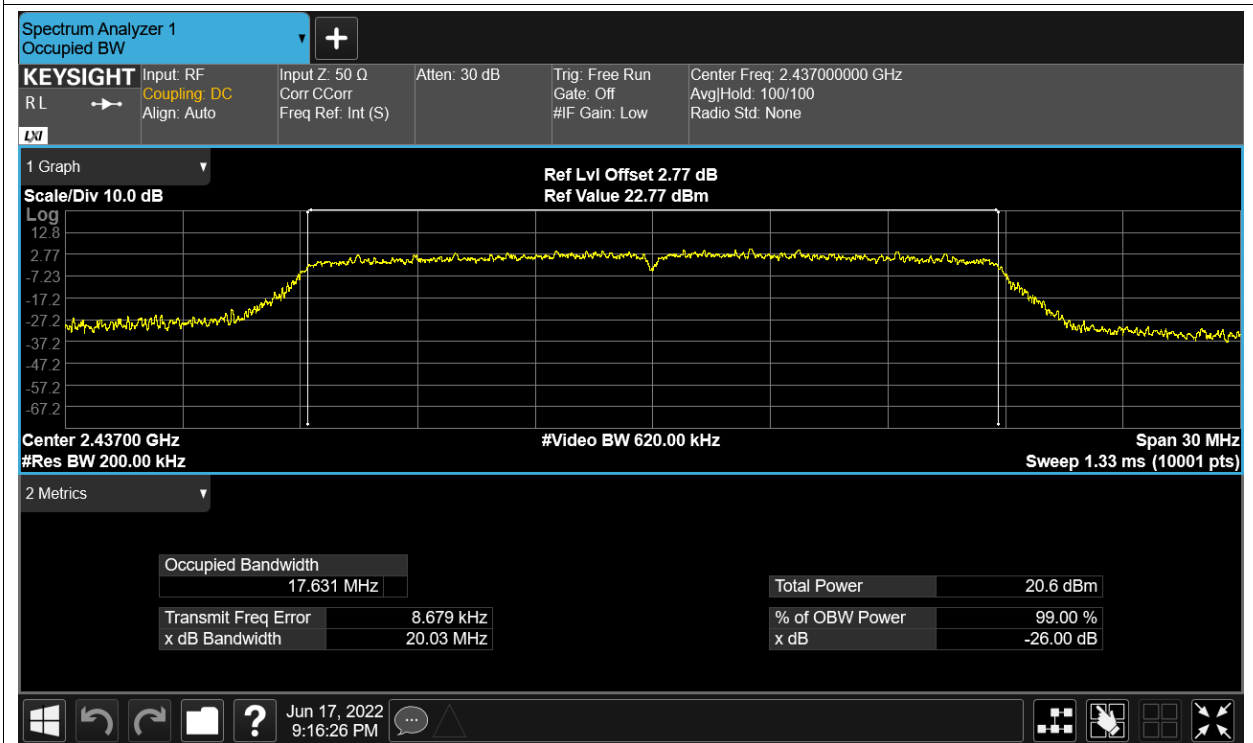 Spectrum Analyzer 1
Occupied BW
+
KEYSIGHT
R L
LXI
Input: RF
Coupling: DC
Align: Auto
Input Z: 50 Ω
Corr CCorr
Freq Ref: Int (S)
Atten: 30 dB
Trig: Free Run
Gate: Off
#IF Gain: Low
Center Freq: 2.437000000 GHz
Avg|Hold: 100/100
Radio Std: None
1 Graph
Scale/Div 10.0 dB
Ref Lvl Offset 2.77 dB
Ref Value 22.77 dBm
Log
12.8
2.77
-7.23
-17.2
-27.2
-37.2
-47.2
-57.2
-67.2
Center 2.43700 GHz
#Video BW 620.00 kHz
Span 30 MHz
#Res BW 200.00 kHz
Sweep 1.33 ms (10001 pts)
2 Metrics
Occupied Bandwidth
17.631 MHz
Total Power 20.6 dBm
Transmit Freq Error 8.679 kHz
% of OBW Power 99.00 %
x dB Bandwidth 20.03 MHz
x dB -26.00 dB
?
Jun 17, 2022
9:16:26 PM